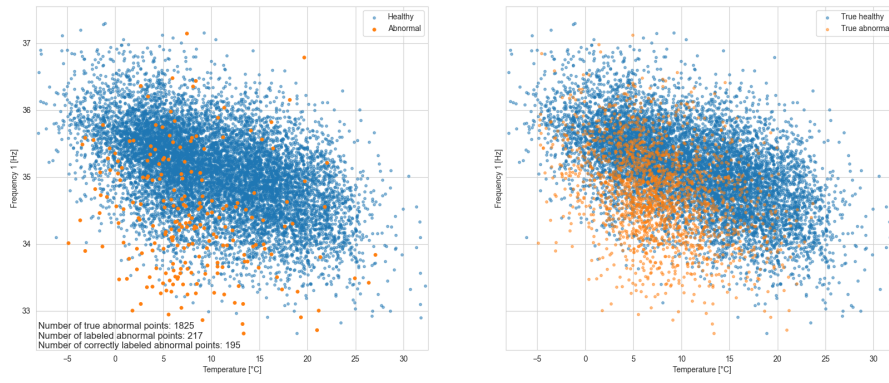 Healthy
Abnormal
37
36
35
34
33
Frequency 1 [Hz]
Number of true abnormal points: 1825
Number of labeled abnormal points: 217
Number of correctly labeled abnormal points: 195
−5 0 5 10 15 20 25 30
Temperature [°C]
True healthy
True abnormal
Frequency 1 [Hz]
−5 0 5 10 15 20 25 30
Temperature [°C]